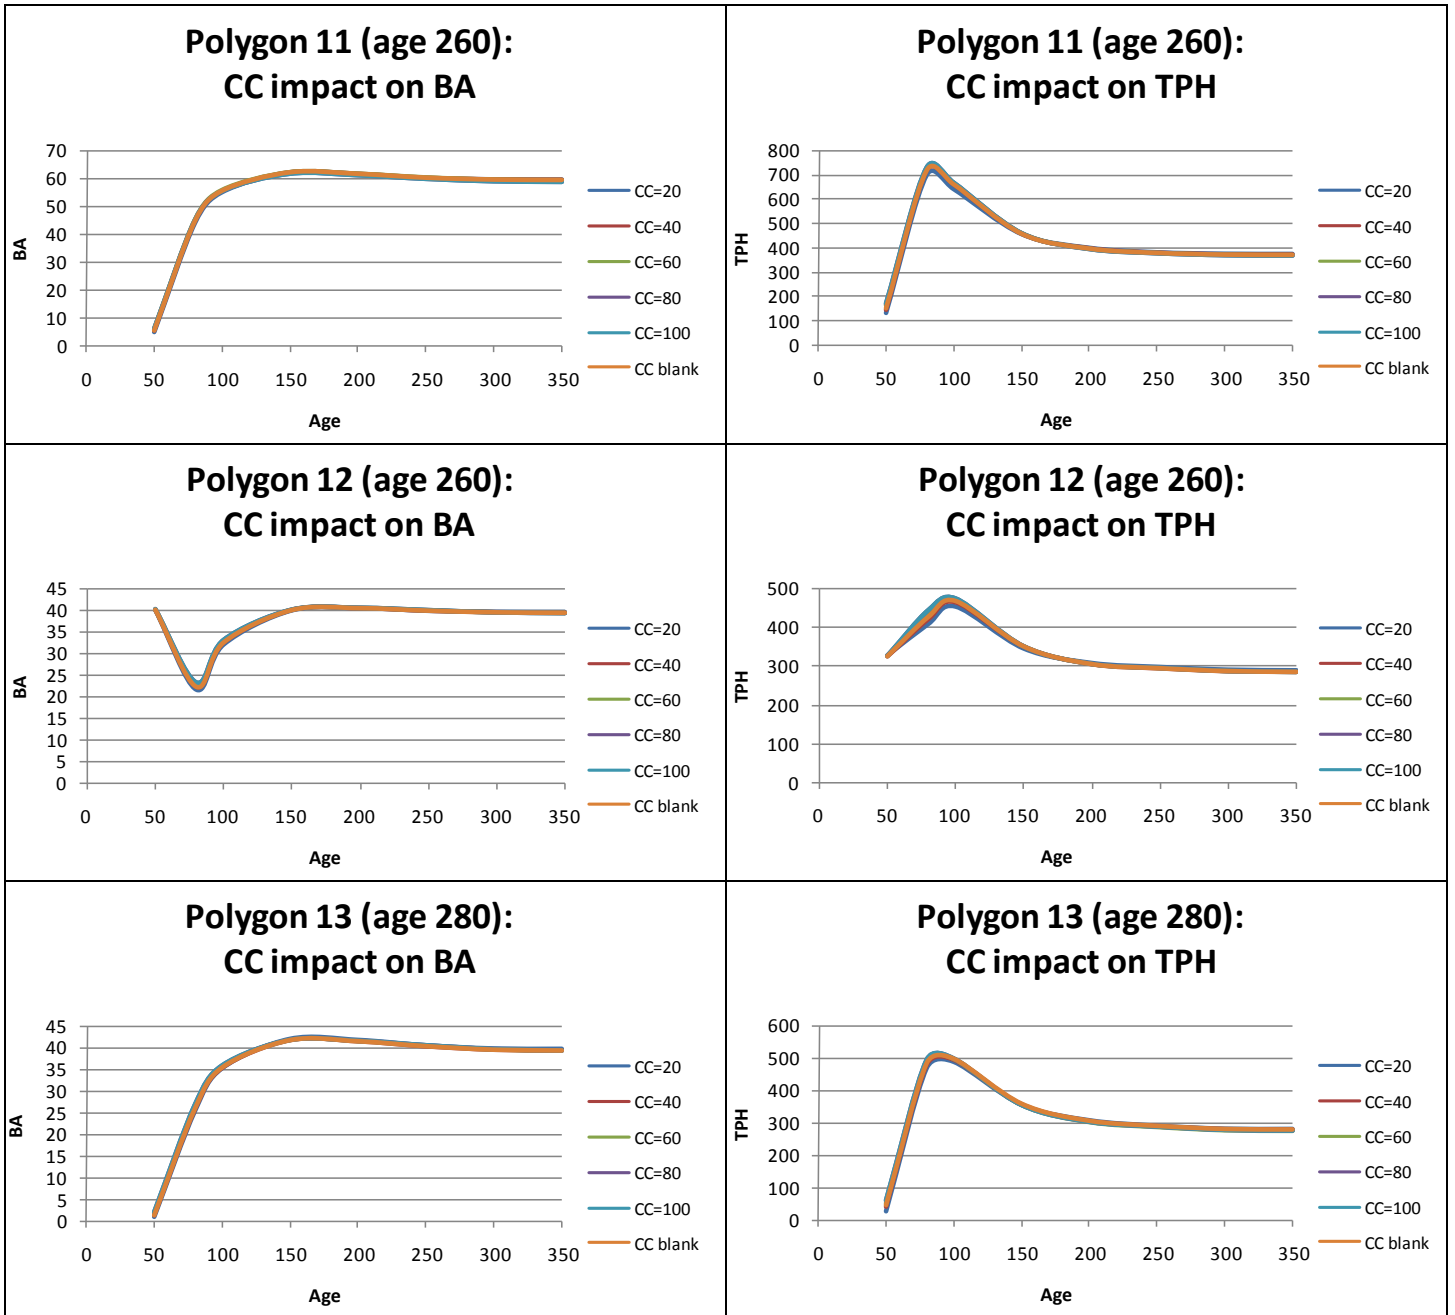 Polygon 11 (age 260):
CC impact on BA
70
60
50
40
30
20
10
0
BA
0 50 100 150 200 250 300 350
Age
CC=20
CC=40
CC=60
CC=80
CC=100
CC blank
Polygon 11 (age 260):
CC impact on TPH
800
700
600
500
400
300
200
100
0
TPH
0 50 100 150 200 250 300 350
Age
CC=20
CC=40
CC=60
CC=80
CC=100
CC blank
Polygon 12 (age 260):
CC impact on BA
45
40
35
30
25
20
15
10
5
0
BA
0 50 100 150 200 250 300 350
Age
CC=20
CC=40
CC=60
CC=80
CC=100
CC blank
Polygon 12 (age 260):
CC impact on TPH
500
400
300
200
100
0
TPH
0 50 100 150 200 250 300 350
Age
CC=20
CC=40
CC=60
CC=80
CC=100
CC blank
Polygon 13 (age 280):
CC impact on BA
45
40
35
30
25
20
15
10
5
0
BA
0 50 100 150 200 250 300 350
Age
CC=20
CC=40
CC=60
CC=80
CC=100
CC blank
Polygon 13 (age 280):
CC impact on TPH
600
500
400
300
200
100
0
TPH
0 50 100 150 200 250 300 350
Age
CC=20
CC=40
CC=60
CC=80
CC=100
CC blank